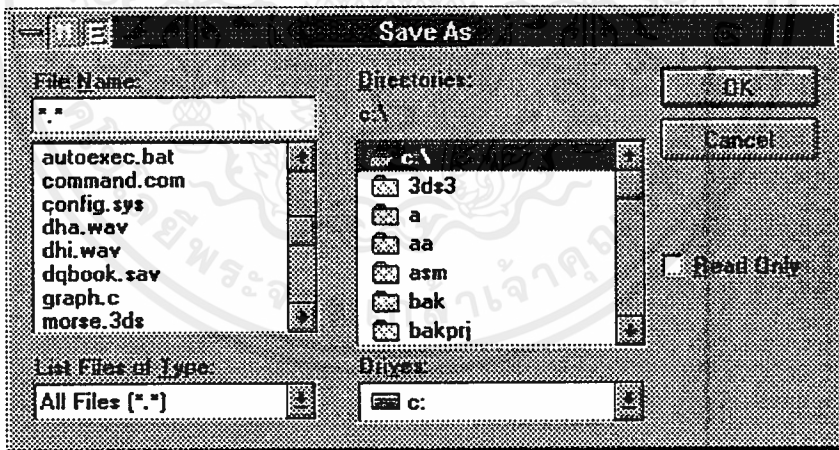 Save As
File Name:
*.*
autoexec.bat
command.com
config.sys
dha.wav
dhi.wav
dqbook.sav
graph.c
morse.3ds
List Files of Type:
All Files (*.*)
Directories:
c:\
c:\
3ds3
a
aa
asm
bak
bakprj
Drives:
c:
OK
Cancel
Read Only